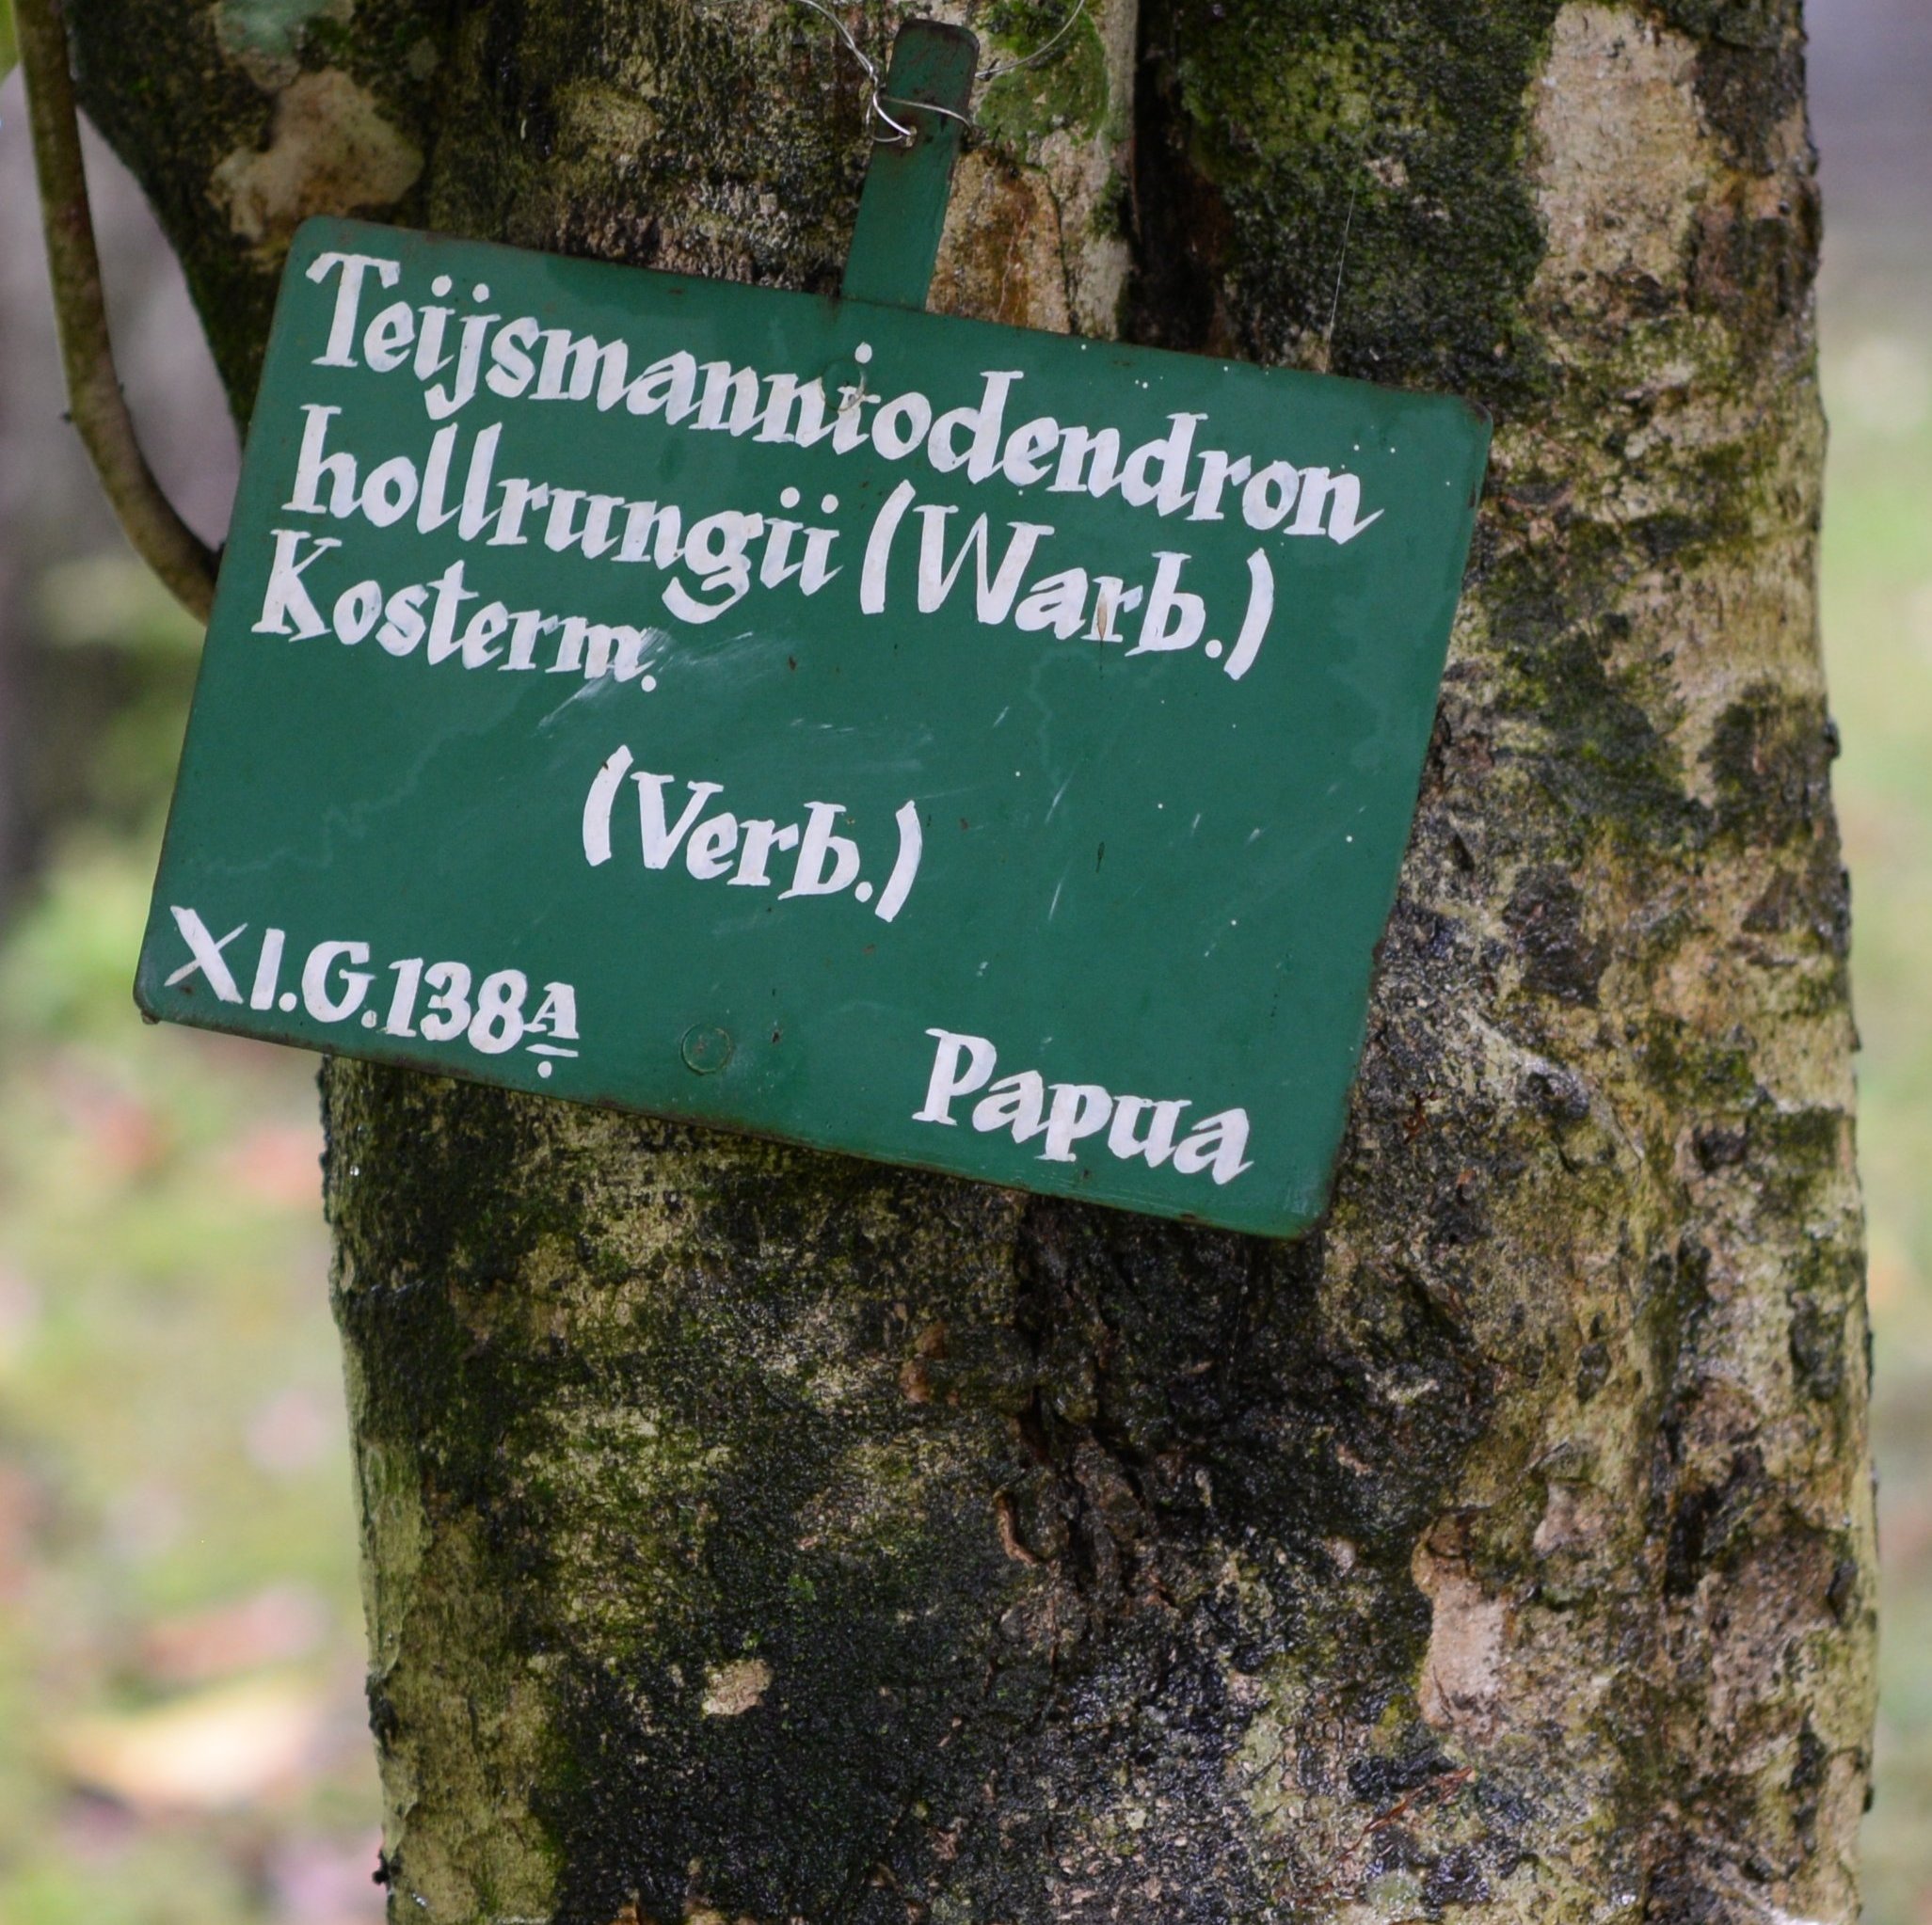 Teijsmanniodendron
hollrungii (Warb.)
Kosterm.
(Verb.)
XI.G.138A
Papua